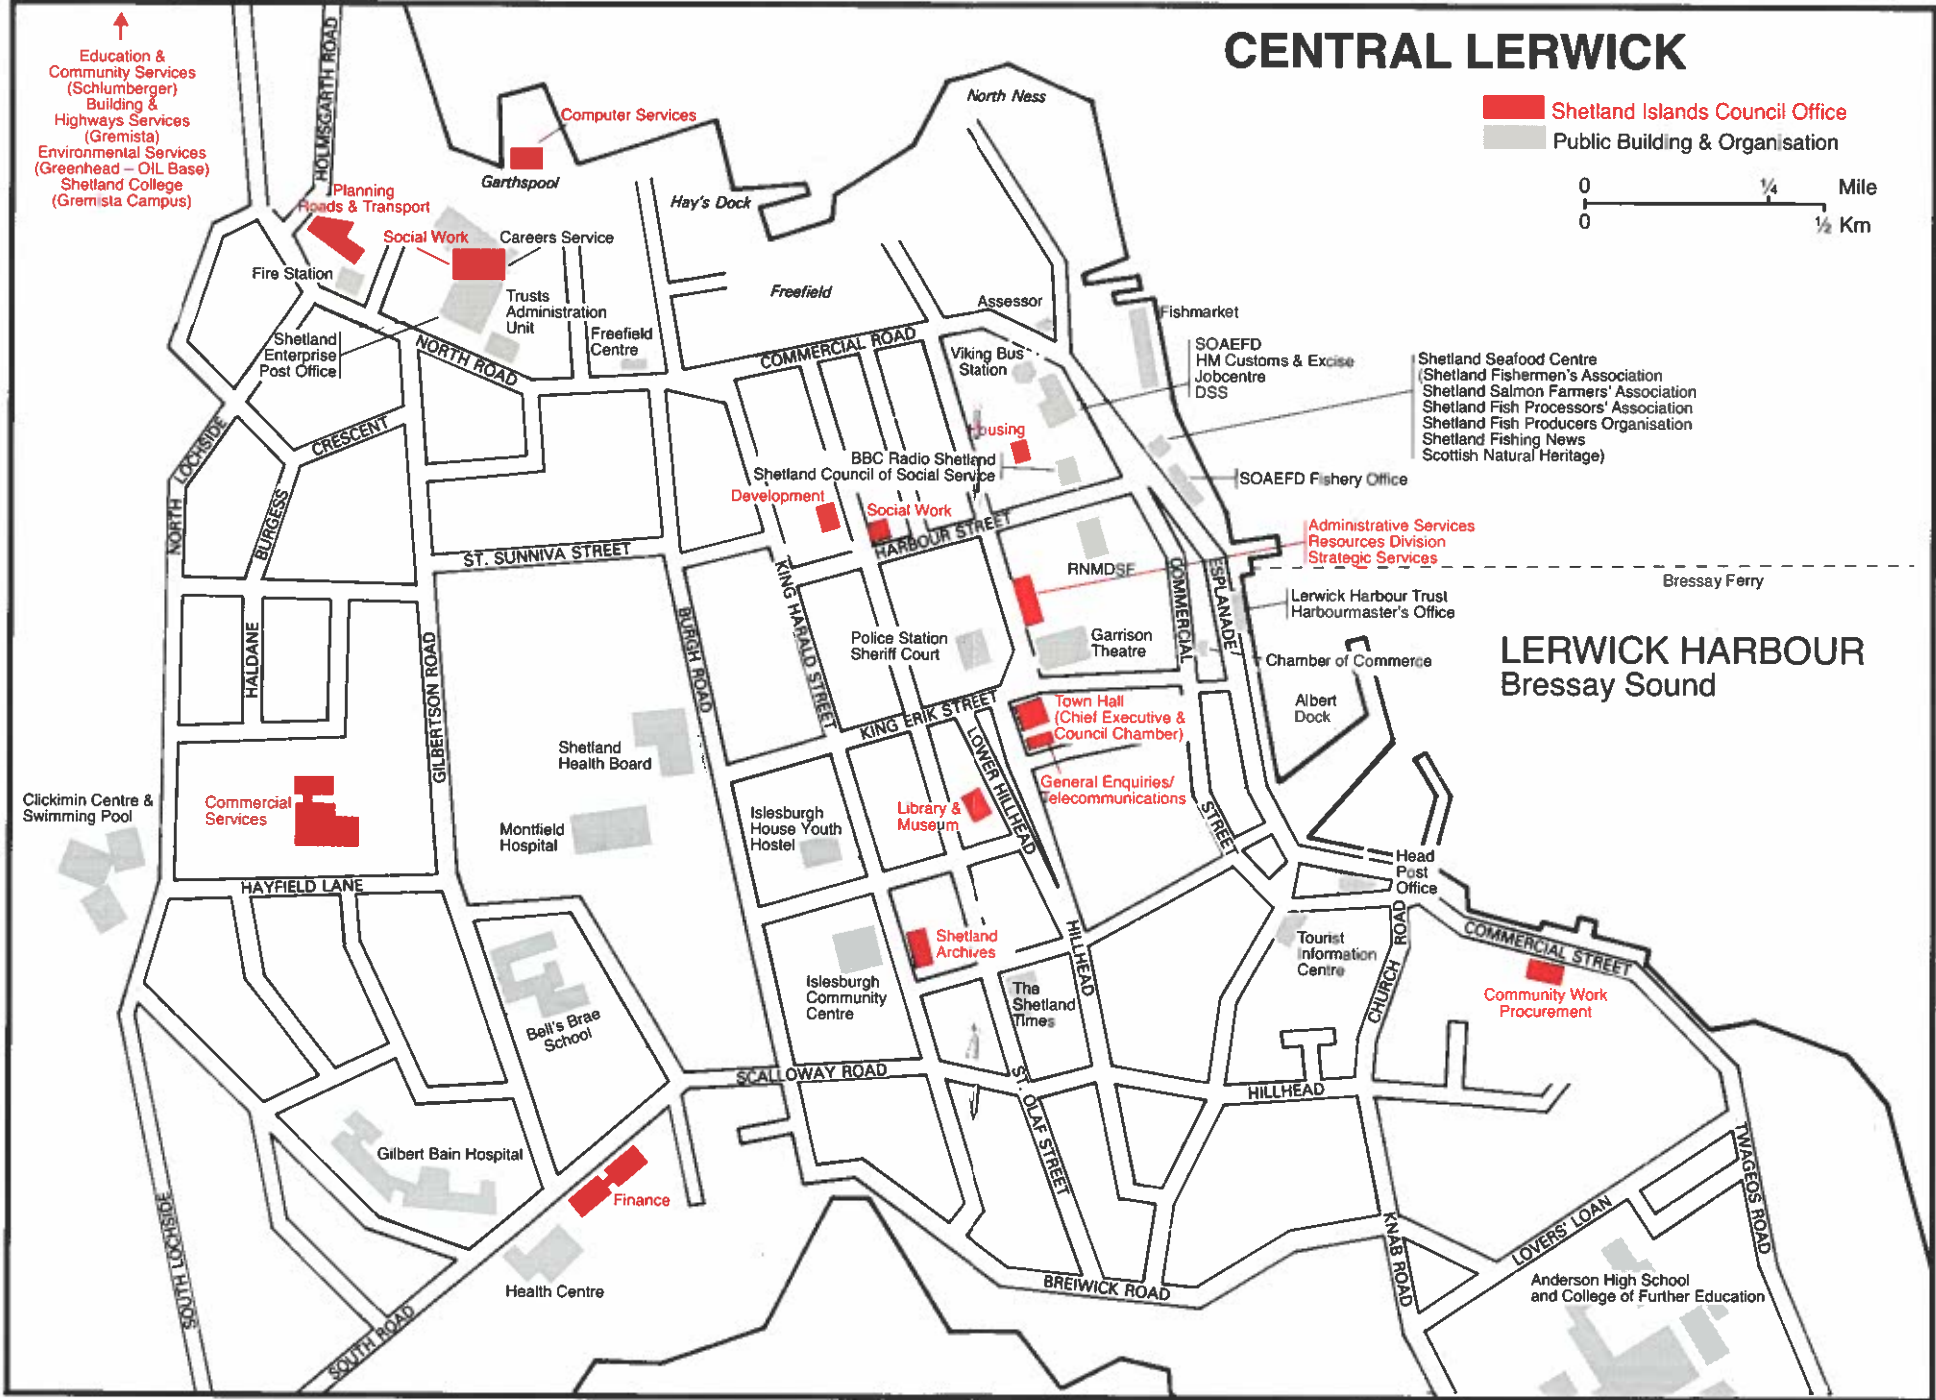 CENTRAL LERWICK
Shetland Islands Council Office
Public Building & Organisation
0 ¼ Mile
0 ½ Km
Education &
Community Services
(Schlumberger)
Building &
Highways Services
(Gremista)
Environmental Services
(Greenhead – OIL Base)
Shetland College
(Gremista Campus)
HOLMSGARTH ROAD
Computer Services
Garthspool
North Ness
Hay's Dock
Planning
Roads & Transport
Social Work
Careers Service
Fire Station
Trusts
Administration
Unit
Freefield
Centre
Shetland
Enterprise
Post Office
NORTH ROAD
Freefield
Assessor
COMMERCIAL ROAD
Viking Bus
Station
Fishmarket
SOAEFD
HM Customs & Excise
Jobcentre
DSS
Shetland Seafood Centre
(Shetland Fishermen's Association
Shetland Salmon Farmers' Association
Shetland Fish Processors' Association
Shetland Fish Producers Organisation
Shetland Fishing News
Scottish Natural Heritage)
NORTH LOCHSIDE
BURGESS
CRESCENT
Housing
BBC Radio Shetland
Shetland Council of Social Service
SOAEFD Fishery Office
Development
Social Work
HARBOUR STREET
Administrative Services
Resources Division
Strategic Services
Bressay Ferry
ST. SUNNIVA STREET
RNMDSF
Lerwick Harbour Trust
Harbourmaster's Office
LERWICK HARBOUR
Bressay Sound
HALDANE
GILBERTSON ROAD
BURGH ROAD
KING HARALD STREET
Police Station
Sheriff Court
Garrison
Theatre
COMMERCIAL
ESPLANADE
Chamber of Commerce
Albert
Dock
KING ERIK STREET
Town Hall
(Chief Executive &
Council Chamber)
General Enquiries/
Telecommunications
LOWER HILLHEAD
STREET
Shetland
Health Board
Clickimin Centre &
Swimming Pool
Commercial
Services
Montfield
Hospital
Islesburgh
House Youth
Hostel
Library &
Museum
Head
Post
Office
HAYFIELD LANE
Shetland
Archives
HILLHEAD
Tourist
Information
Centre
CHURCH ROAD
COMMERCIAL STREET
Community Work
Procurement
Bell's Brae
School
Islesburgh
Community
Centre
The
Shetland
Times
SCALLOWAY ROAD
ST. OLAF STREET
HILLHEAD
Gilbert Bain Hospital
Finance
Health Centre
SOUTH LOCHSIDE
SOUTH ROAD
BREIWICK ROAD
KNAB ROAD
LOVERS' LOAN
TWAGEOS ROAD
Anderson High School
and College of Further Education